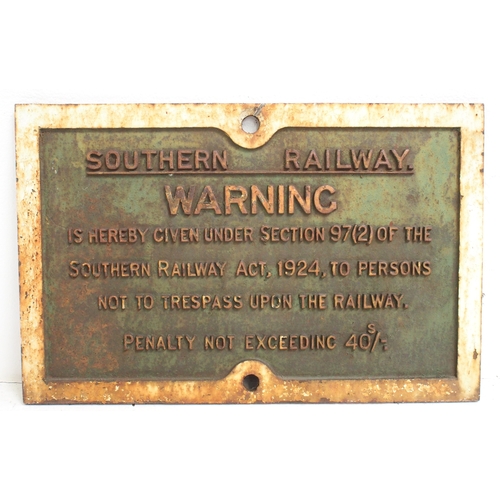 SOUTHERN RAILWAY.
WARNING
IS HEREBY GIVEN UNDER SECTION 97(2) OF THE
SOUTHERN RAILWAY ACT, 1924, TO PERSONS
NOT TO TRESPASS UPON THE RAILWAY.
PENALTY NOT EXCEEDING 40S/-